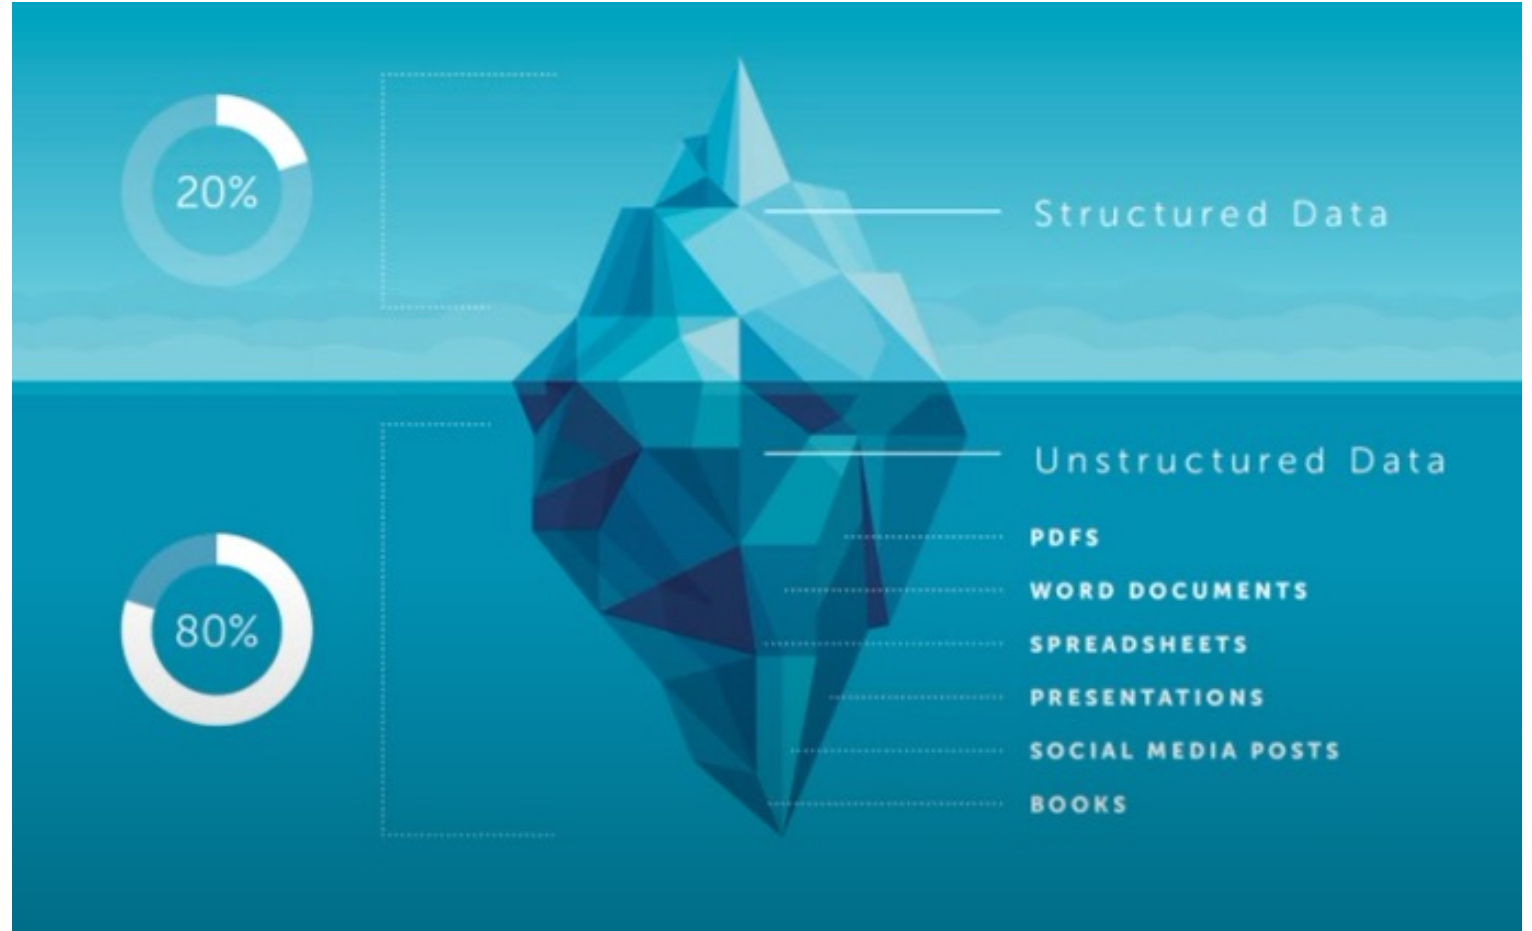 20%
Structured Data
Unstructured Data
PDFS
WORD DOCUMENTS
80%
SPREADSHEETS
PRESENTATIONS
SOCIAL MEDIA POSTS
BOOKS